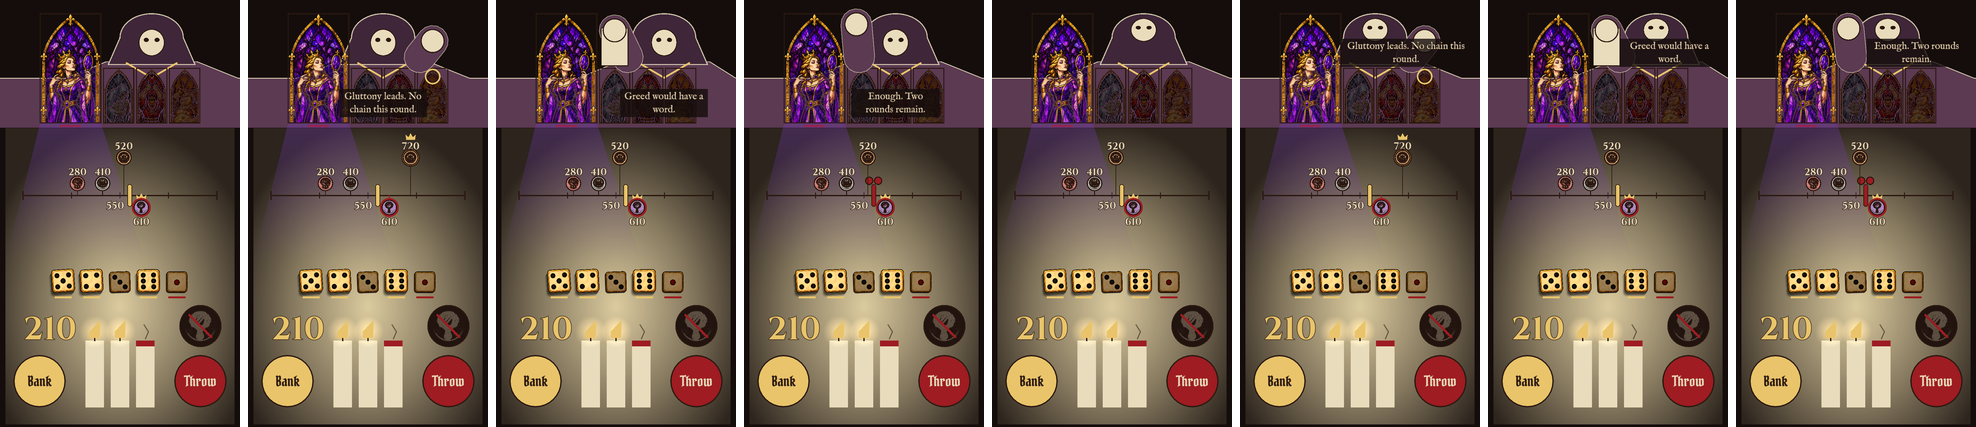 520
280 410
550
610
210
Bank
Throw
Gluttony leads. No
chain this round.
720
280 410
550
610
210
Bank
Throw
Greed would have a
word.
520
280 410
550
610
210
Bank
Throw
Enough. Two
rounds remain.
520
280 410
550
610
210
Bank
Throw
520
280 410
550
610
210
Bank
Throw
Gluttony leads. No chain this
round.
720
280 410
550
610
210
Bank
Throw
Greed would have a
word.
520
280 410
550
610
210
Bank
Throw
Enough. Two rounds
remain.
520
280 410
550
610
210
Bank
Throw